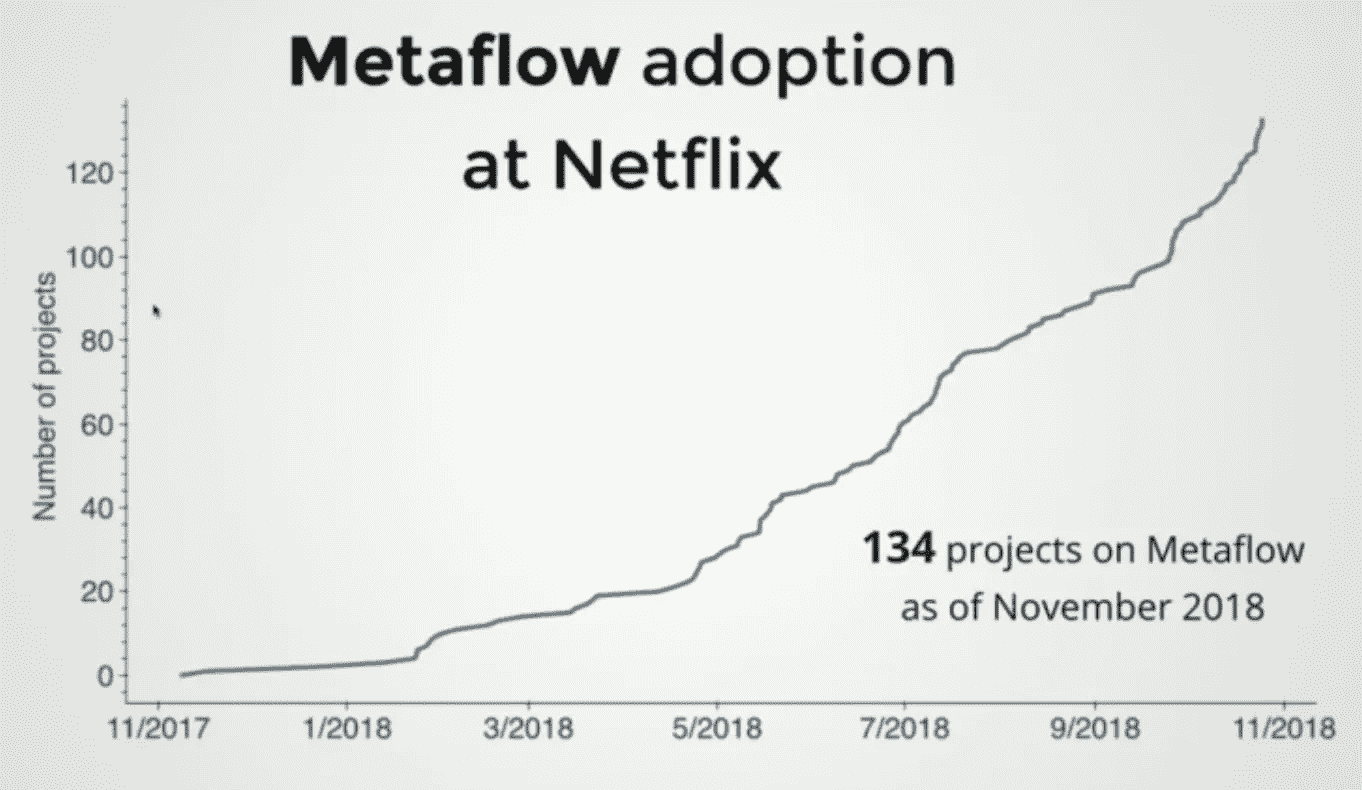 Metaflow adoption
at Netflix
120
100
80
60
40
20
0
Number of projects
134 projects on Metaflow
as of November 2018
11/2017 1/2018 3/2018 5/2018 7/2018 9/2018 11/2018